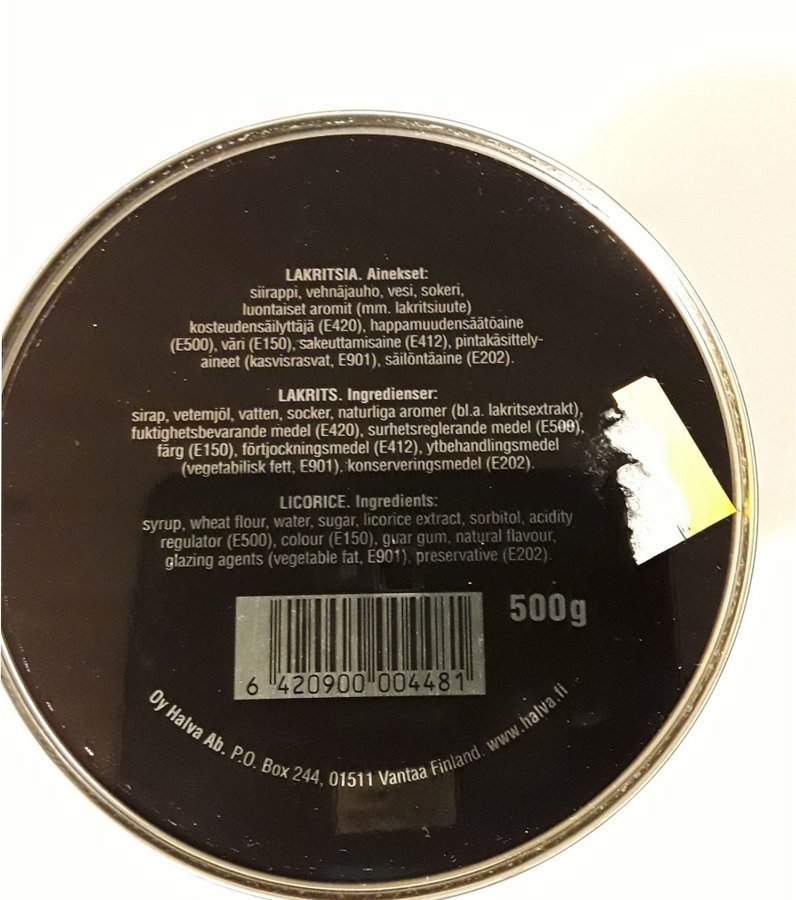 LAKRITSIA. Ainekset:
siirappi, vehnäjauho, vesi, sokeri,
luontaiset aromit (mm. lakritsiuute)
kosteudensäilyttäjä (E420), happamuudensäätöaine
(E500), väri (E150), sakeuttamisaine (E412), pintakäsittely-
aineet (kasvisrasvat, E901), säilöntäaine (E202).
LAKRITS. Ingredienser:
sirap, vetemjöl, vatten, socker, naturliga aromer (bl.a. lakritsextrakt),
fuktighetsbevarande medel (E420), surhetsreglerande medel (E500),
färg (E150), förtjockningsmedel (E412), ytbehandlingsmedel
(vegetabilisk fett, E901), konserveringsmedel (E202).
LICORICE. Ingredients:
syrup, wheat flour, water, sugar, licorice extract, sorbitol, acidity
regulator (E500), colour (E150), guar gum, natural flavour,
glazing agents (vegetable fat, E901), preservative (E202).
500g
6 420900 004481
Oy Halva Ab. P.O. Box 244, 01511 Vantaa Finland. www.halva.fi